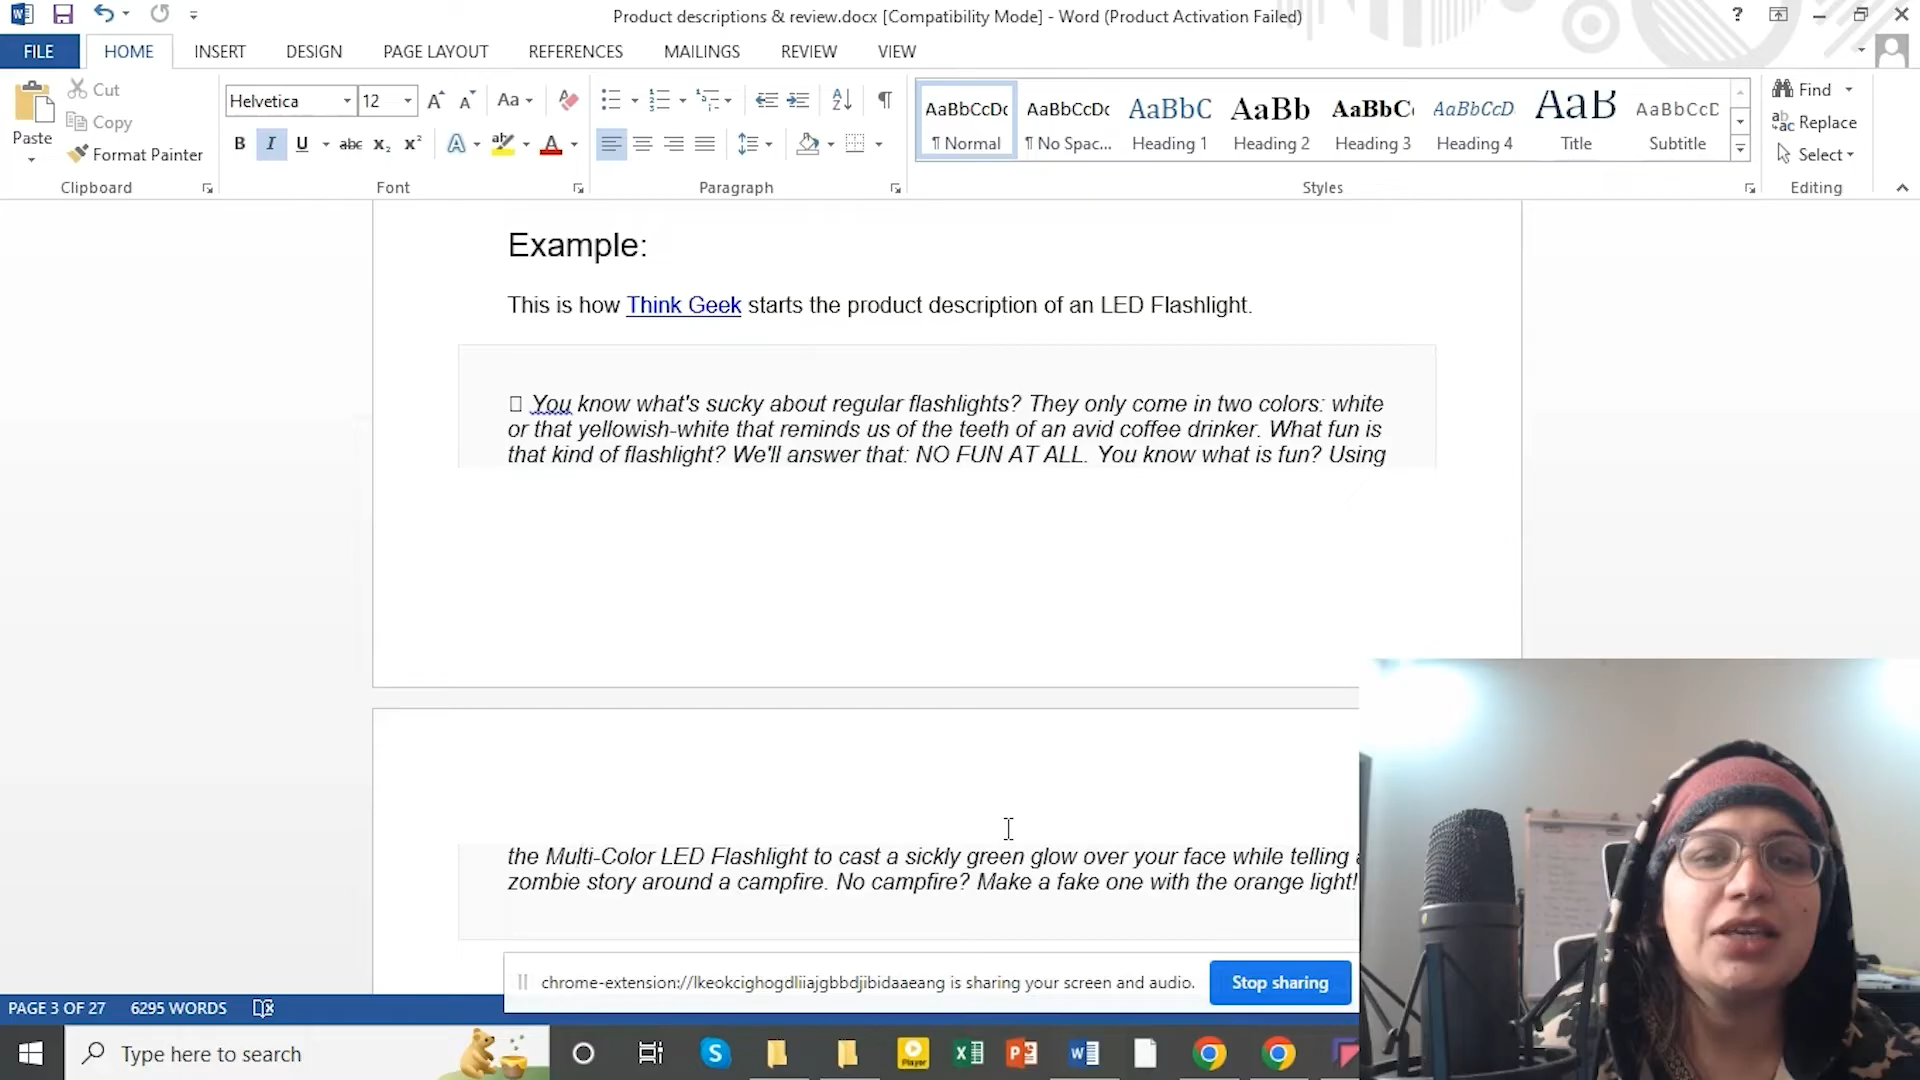 Product descriptions & review.docx [Compatibility Mode] - Word (Product Activation Failed)
?
FILE HOME INSERT DESIGN PAGE LAYOUT REFERENCES MAILINGS REVIEW VIEW
Paste
Cut
Copy
Format Painter
Clipboard
Helvetica 12
Aa
B I U abc x₂ x²
Font
Paragraph
AaBbCcDc ¶ Normal
AaBbCcDc ¶ No Spac...
AaBbC Heading 1
AaBb Heading 2
AaBbC Heading 3
AaBbCcD Heading 4
AaB Title
AaBbCcD Subtitle
Styles
Find
Replace
Select
Editing
Example:
This is how Think Geek starts the product description of an LED Flashlight.
You know what's sucky about regular flashlights? They only come in two colors: white
or that yellowish-white that reminds us of the teeth of an avid coffee drinker. What fun is
that kind of flashlight? We'll answer that: NO FUN AT ALL. You know what is fun? Using
the Multi-Color LED Flashlight to cast a sickly green glow over your face while telling
zombie story around a campfire. No campfire? Make a fake one with the orange light!
chrome-extension://lkeokcighogdliiajgbbdjibidaaeang is sharing your screen and audio.
Stop sharing
PAGE 3 OF 27 6295 WORDS
Type here to search
Player